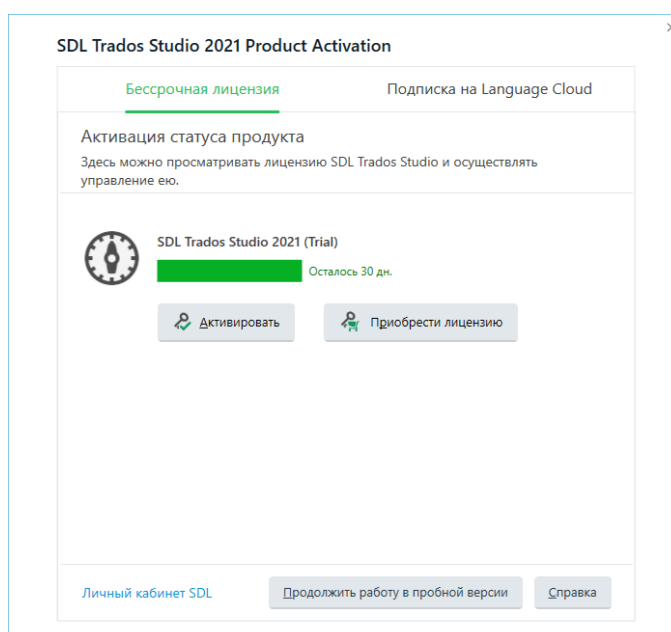 SDL Trados Studio 2021 Product Activation
Бессрочная лицензия
Подписка на Language Cloud
Активация статуса продукта
Здесь можно просматривать лицензию SDL Trados Studio и осуществлять
управление ею.
SDL Trados Studio 2021 (Trial)
Осталось 30 дн.
Активировать
Приобрести лицензию
Личный кабинет SDL
Продолжить работу в пробной версии
Справка